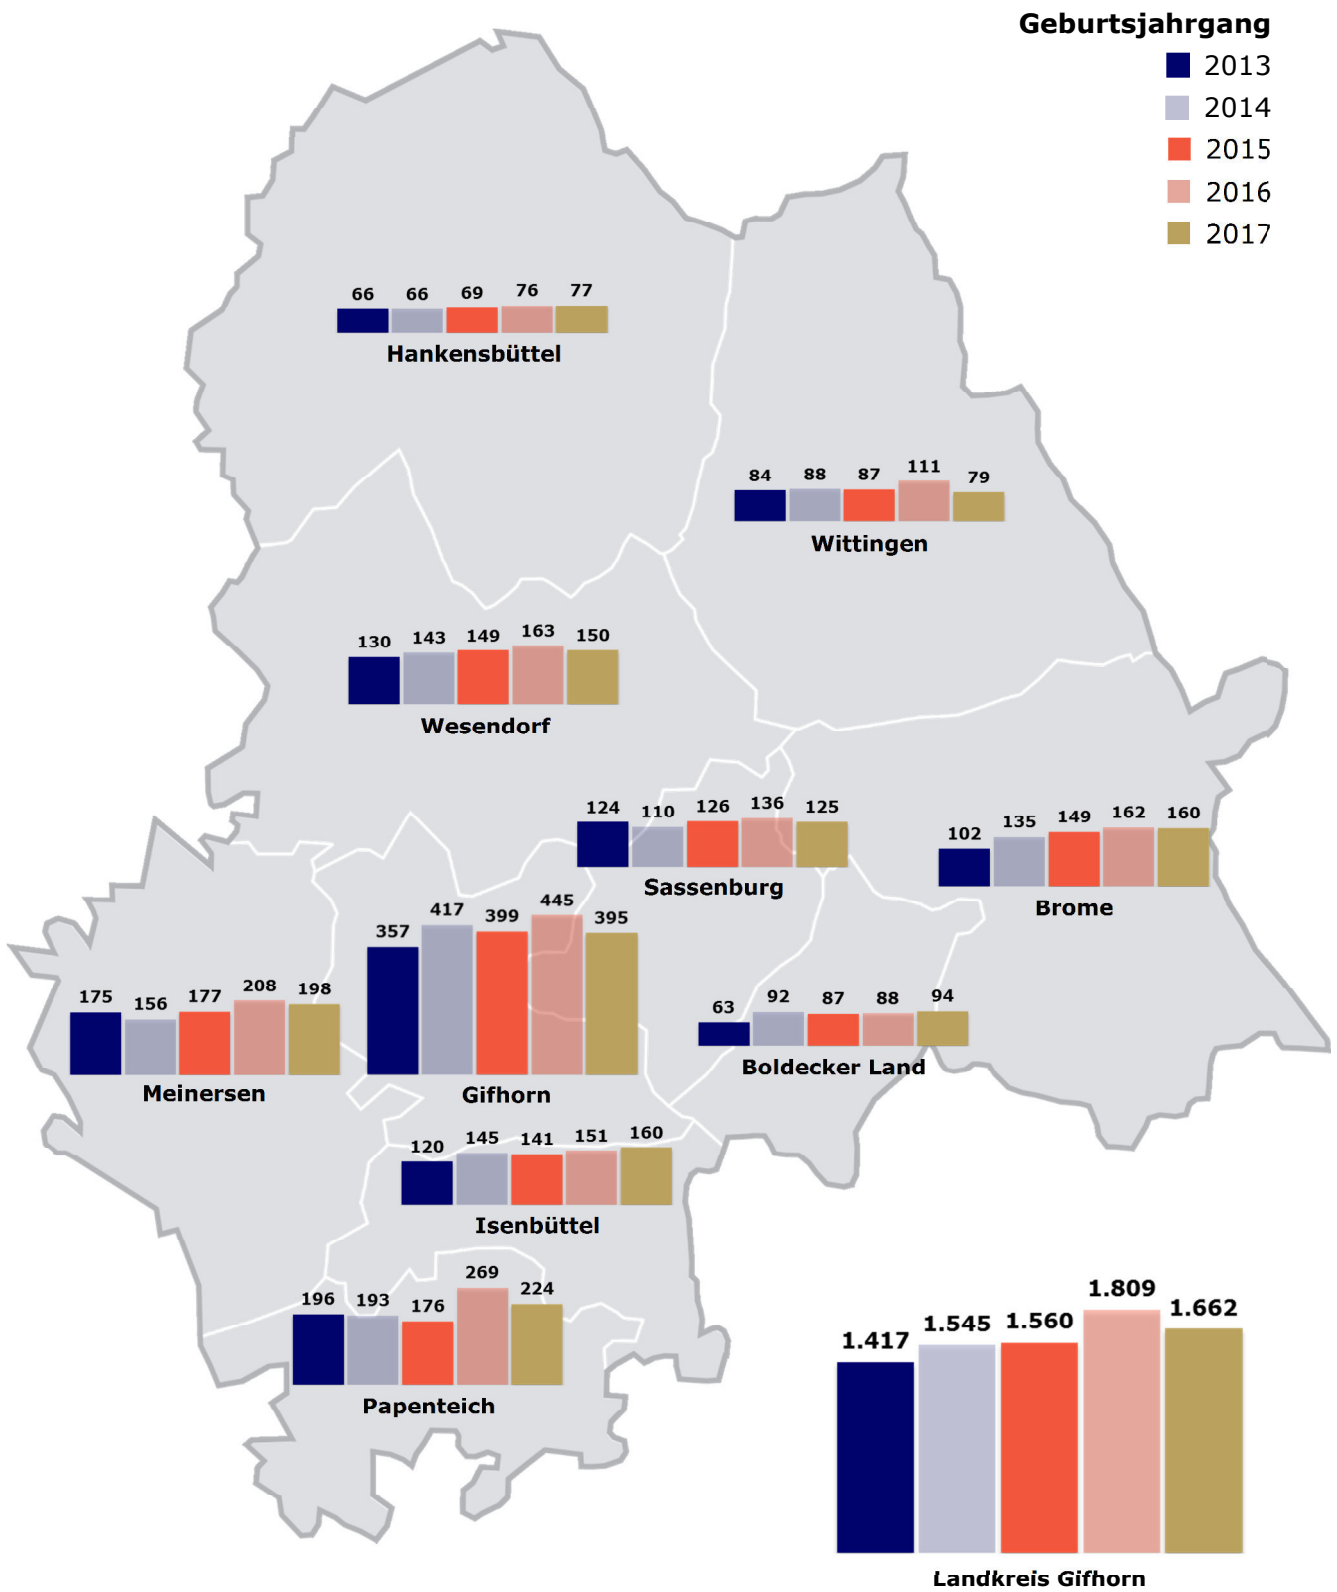 Geburtsjahrgang
2013
2014
2015
2016
2017
66 66 69 76 77
Hankensbüttel
84 88 87 111 79
Wittingen
130 143 149 163 150
Wesendorf
124 110 126 136 125
Sassenburg
102 135 149 162 160
Brome
357 417 399 445 395
Gifhorn
175 156 177 208 198
Meinersen
63 92 87 88 94
Boldecker Land
120 145 141 151 160
Isenbüttel
196 193 176 269 224
Papenteich
1.417 1.545 1.560 1.809 1.662
Landkreis Gifhorn